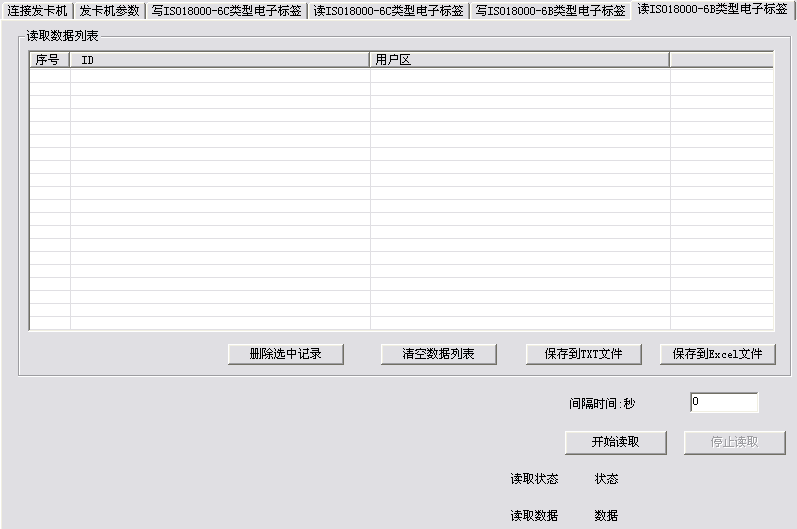 连接发卡机 发卡机参数 写ISO18000-6C类型电子标签 读ISO18000-6C类型电子标签 写ISO18000-6B类型电子标签 读ISO18000-6B类型电子标签
读取数据列表
序号 ID 用户区
删除选中记录 清空数据列表 保存到TXT文件 保存到Excel文件
间隔时间:秒 0
开始读取 停止读取
读取状态 状态
读取数据 数据